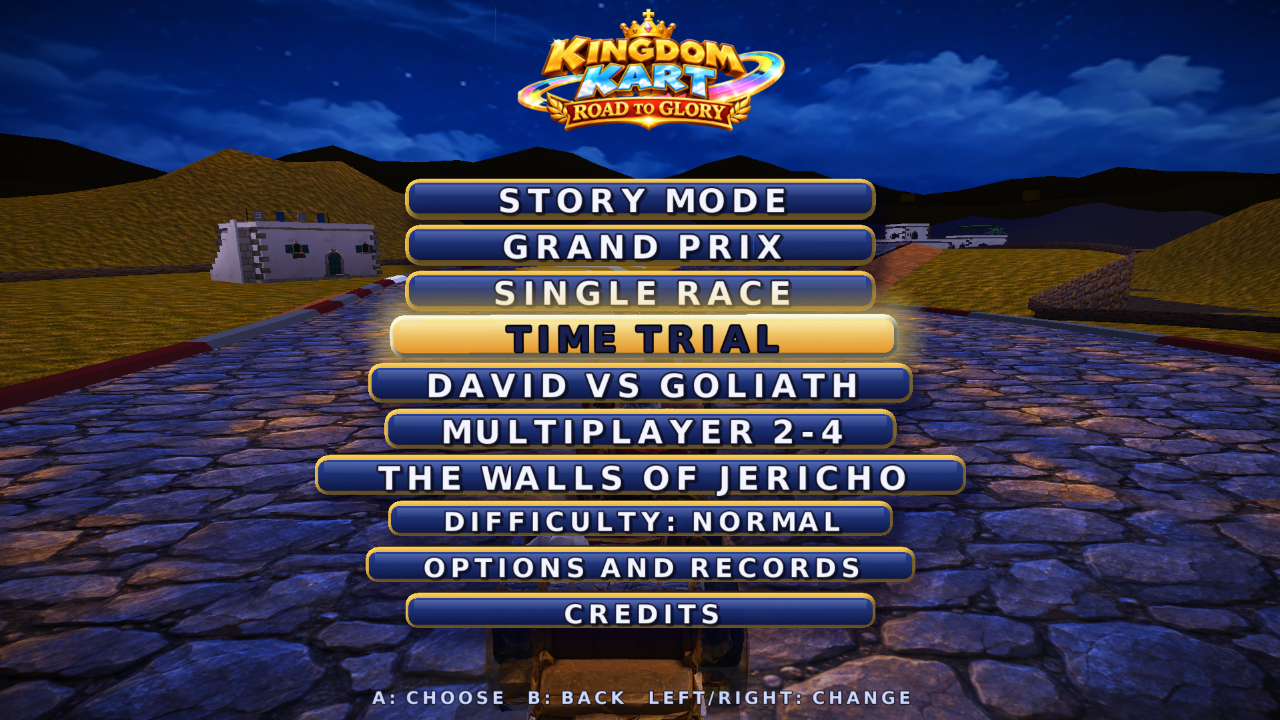 KINGDOM
KART
ROAD TO GLORY
STORY MODE
GRAND PRIX
SINGLE RACE
TIME TRIAL
DAVID VS GOLIATH
MULTIPLAYER 2-4
THE WALLS OF JERICHO
DIFFICULTY: NORMAL
OPTIONS AND RECORDS
CREDITS
A: CHOOSE B: BACK LEFT/RIGHT: CHANGE